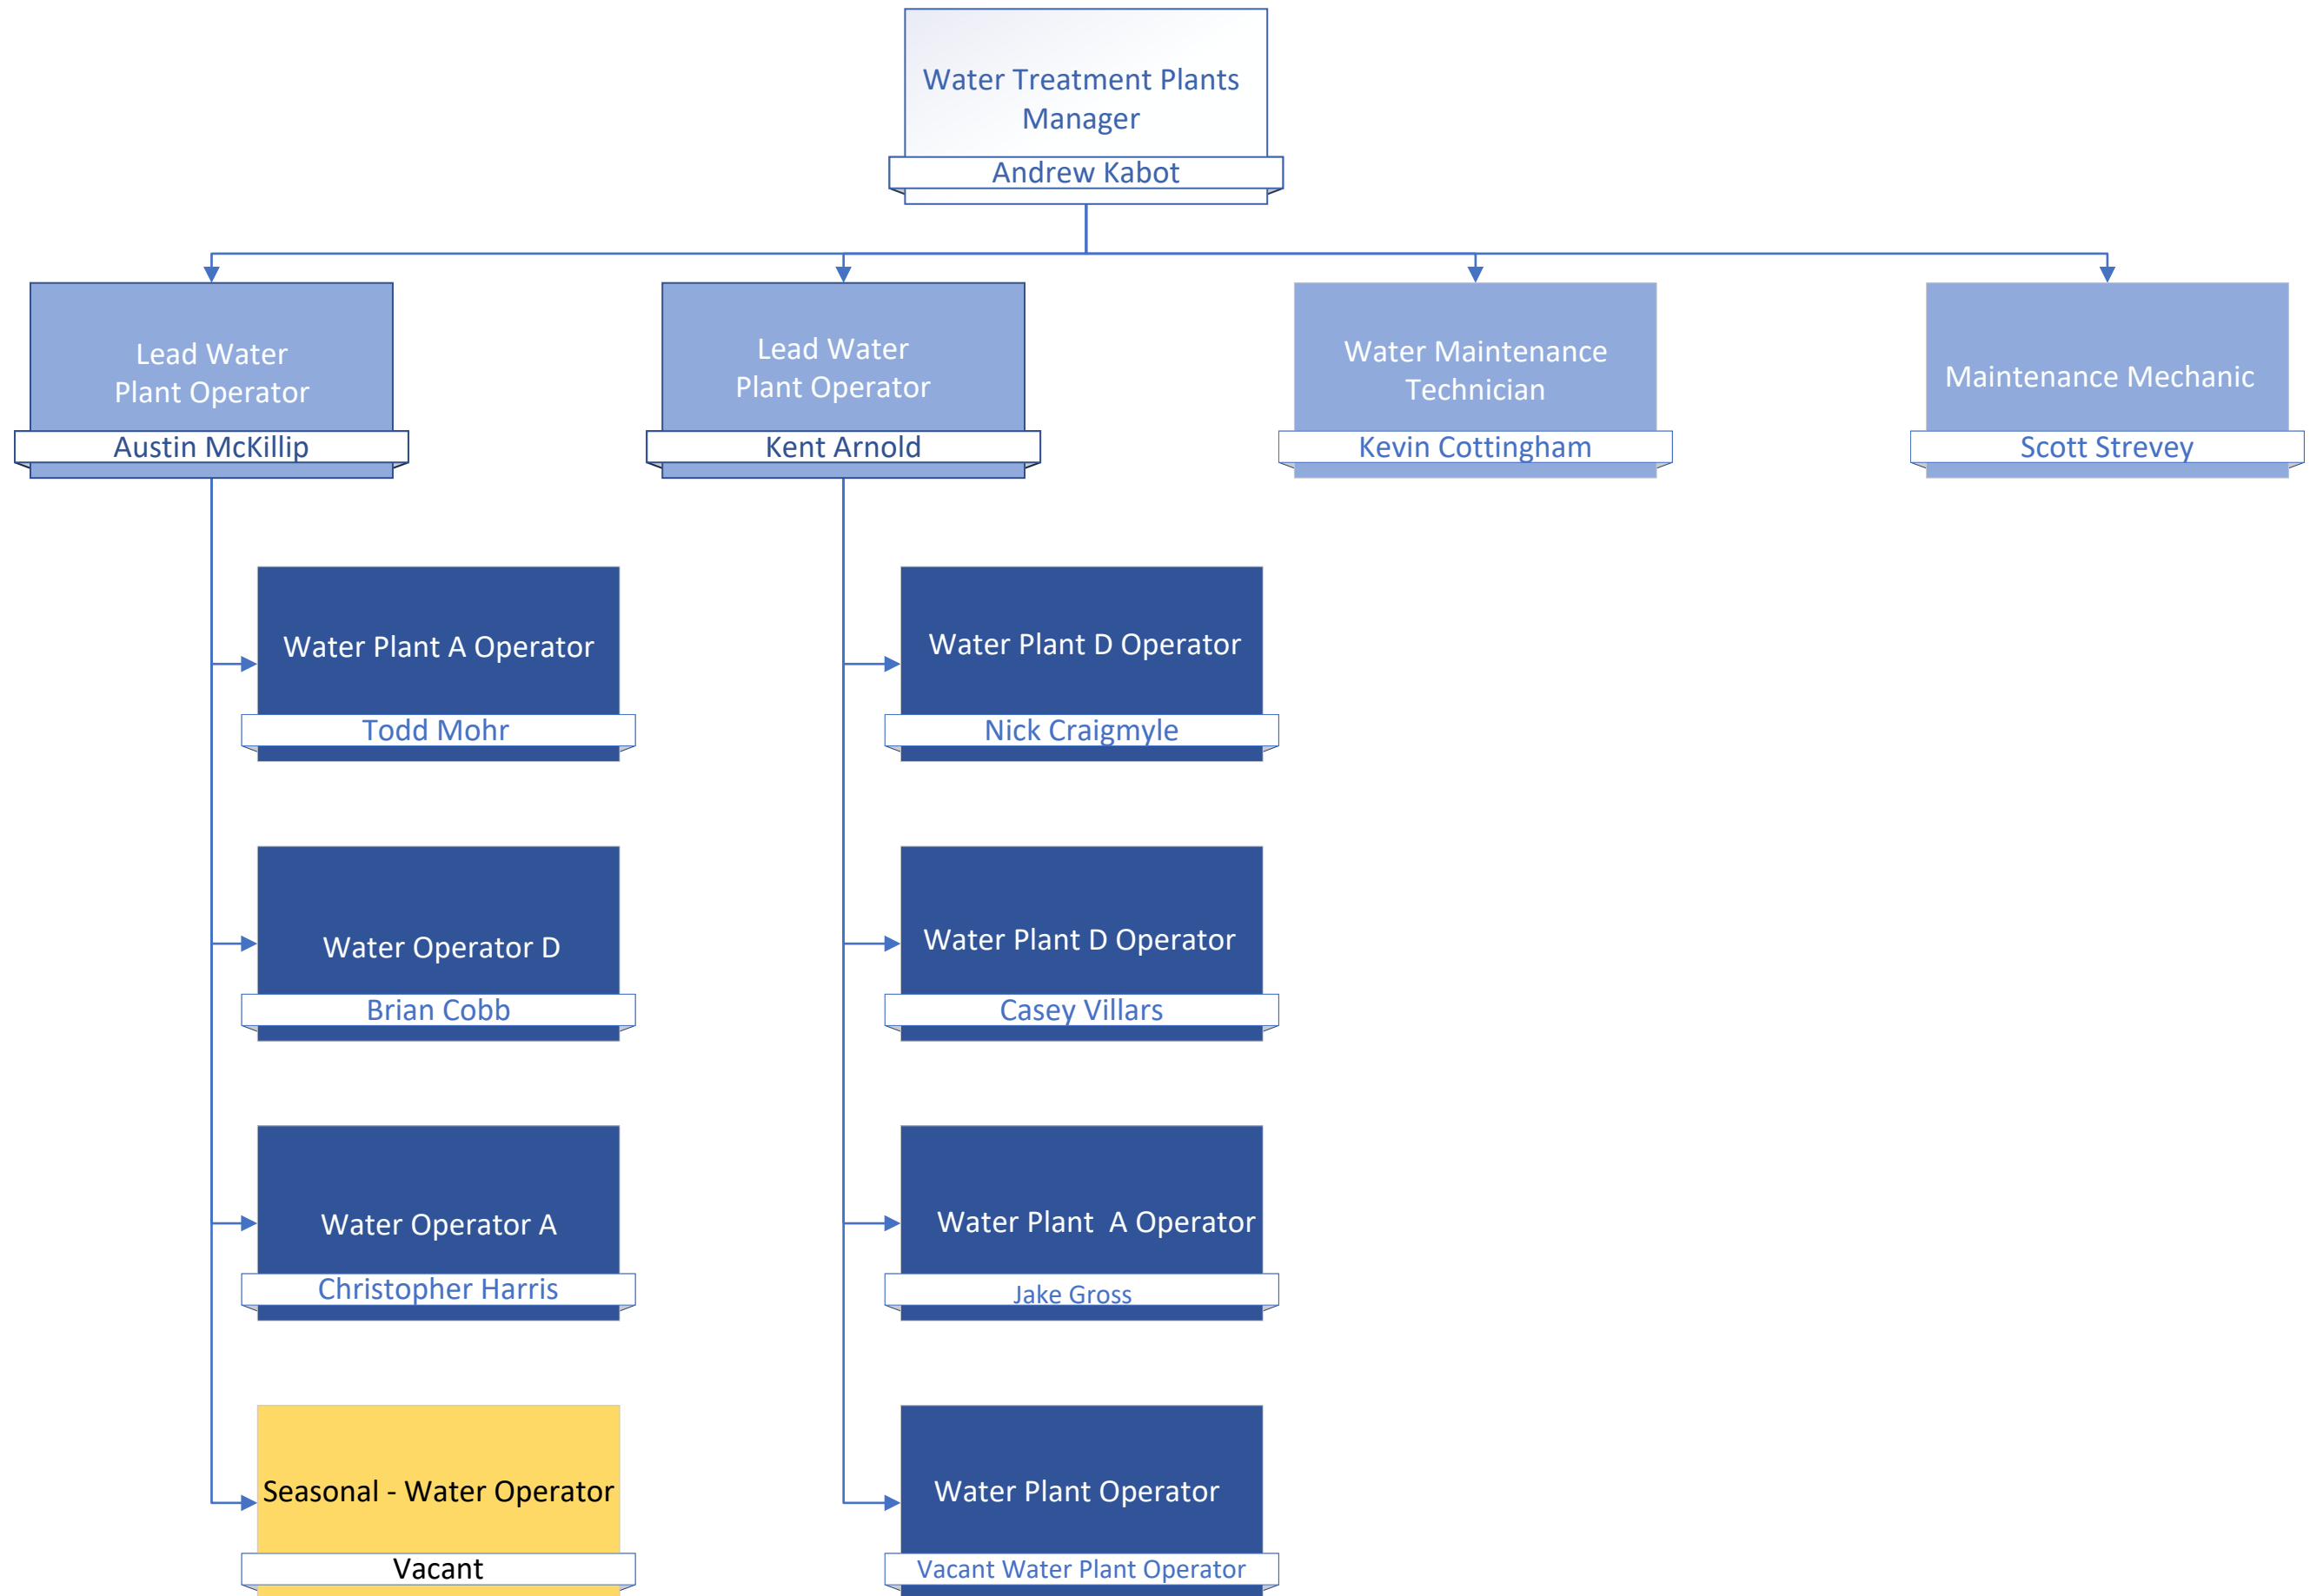 Water Treatment Plants
Manager
Andrew Kabot
Lead Water
Plant Operator
Austin McKillip
Lead Water
Plant Operator
Kent Arnold
Water Maintenance
Technician
Kevin Cottingham
Maintenance Mechanic
Scott Strevey
Water Plant A Operator
Todd Mohr
Water Plant D Operator
Nick Craigmyle
Water Operator D
Brian Cobb
Water Plant D Operator
Casey Villars
Water Operator A
Christopher Harris
Water Plant  A Operator
Jake Gross
Seasonal - Water Operator
Vacant
Water Plant Operator
Vacant Water Plant Operator